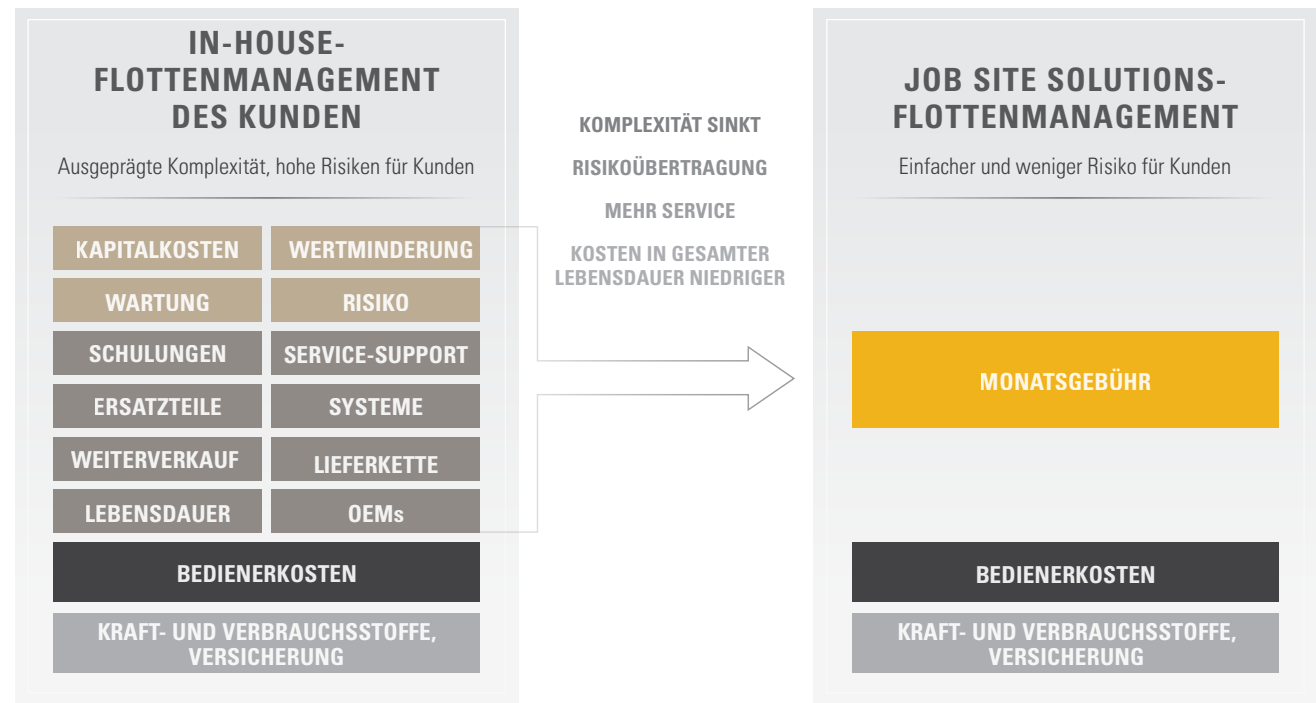 IN-HOUSE-
FLOTTENMANAGEMENT
DES KUNDEN
Ausgeprägte Komplexität, hohe Risiken für Kunden
KAPITALKOSTEN
WERTMINDERUNG
WARTUNG
RISIKO
SCHULUNGEN
SERVICE-SUPPORT
ERSATZTEILE
SYSTEME
WEITERVERKAUF
LIEFERKETTE
LEBENSDAUER
OEMs
BEDIENERKOSTEN
KRAFT- UND VERBRAUCHSSTOFFE,
VERSICHERUNG
KOMPLEXITÄT SINKT
RISIKOÜBERTRAGUNG
MEHR SERVICE
KOSTEN IN GESAMTER
LEBENSDAUER NIEDRIGER
JOB SITE SOLUTIONS-
FLOTTENMANAGEMENT
Einfacher und weniger Risiko für Kunden
MONATSGEBÜHR
BEDIENERKOSTEN
KRAFT- UND VERBRAUCHSSTOFFE,
VERSICHERUNG